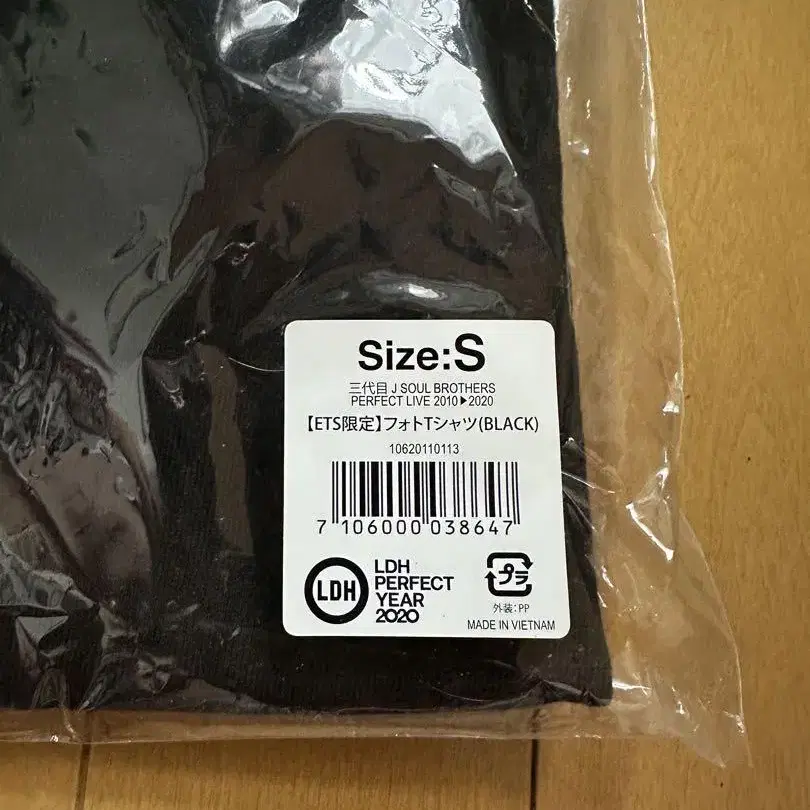 Size:S
三代目 J SOUL BROTHERS
PERFECT LIVE 2010▶2020
【ETS限定】フォトTシャツ(BLACK)
10620110113
7 106000 038647
LDH
LDH
PERFECT
YEAR
2020
プラ
外装:PP
MADE IN VIETNAM